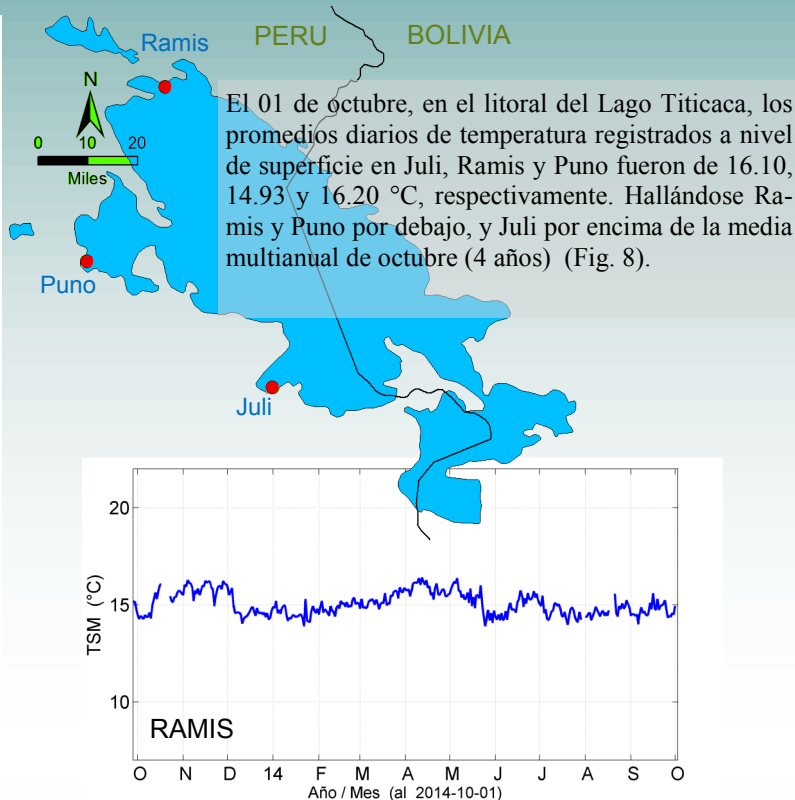 Ramis
PERU
BOLIVIA
N
0 10 20
Miles
El 01 de octubre, en el litoral del Lago Titicaca, los
promedios diarios de temperatura registrados a nivel
de superficie en Juli, Ramis y Puno fueron de 16.10,
14.93 y 16.20 °C, respectivamente. Hallándose Ra-
mis y Puno por debajo, y Juli por encima de la media
multianual de octubre (4 años) (Fig. 8).
Puno
Juli
20
15
10
TSM (°C)
RAMIS
O N D 14 F M A M J J A S O
Año / Mes (al 2014-10-01)